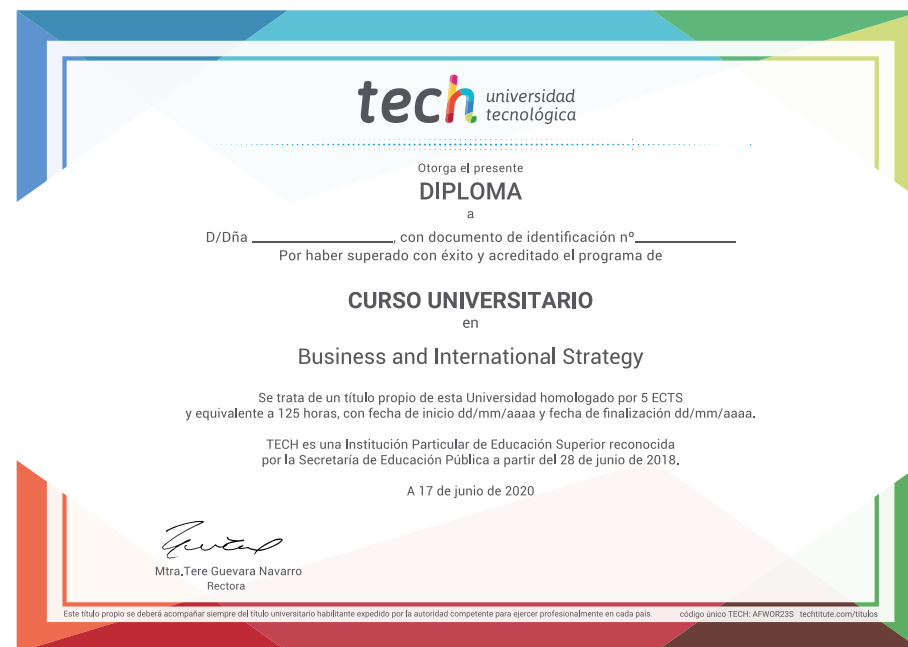 tech universidad
tecnológica
Otorga el presente
DIPLOMA
a
D/Dña ____________________, con documento de identificación nº______________
Por haber superado con éxito y acreditado el programa de
CURSO UNIVERSITARIO
en
Business and International Strategy
Se trata de un título propio de esta Universidad homologado por 5 ECTS
y equivalente a 125 horas, con fecha de inicio dd/mm/aaaa y fecha de finalización dd/mm/aaaa.
TECH es una Institución Particular de Educación Superior reconocida
por la Secretaría de Educación Pública a partir del 28 de junio de 2018.
A 17 de junio de 2020
Mtra.Tere Guevara Navarro
Rectora
Este título propio se deberá acompañar siempre del título universitario habilitante expedido por la autoridad competente para ejercer profesionalmente en cada país. código único TECH: AFWOR23S techtitute.com/titulos